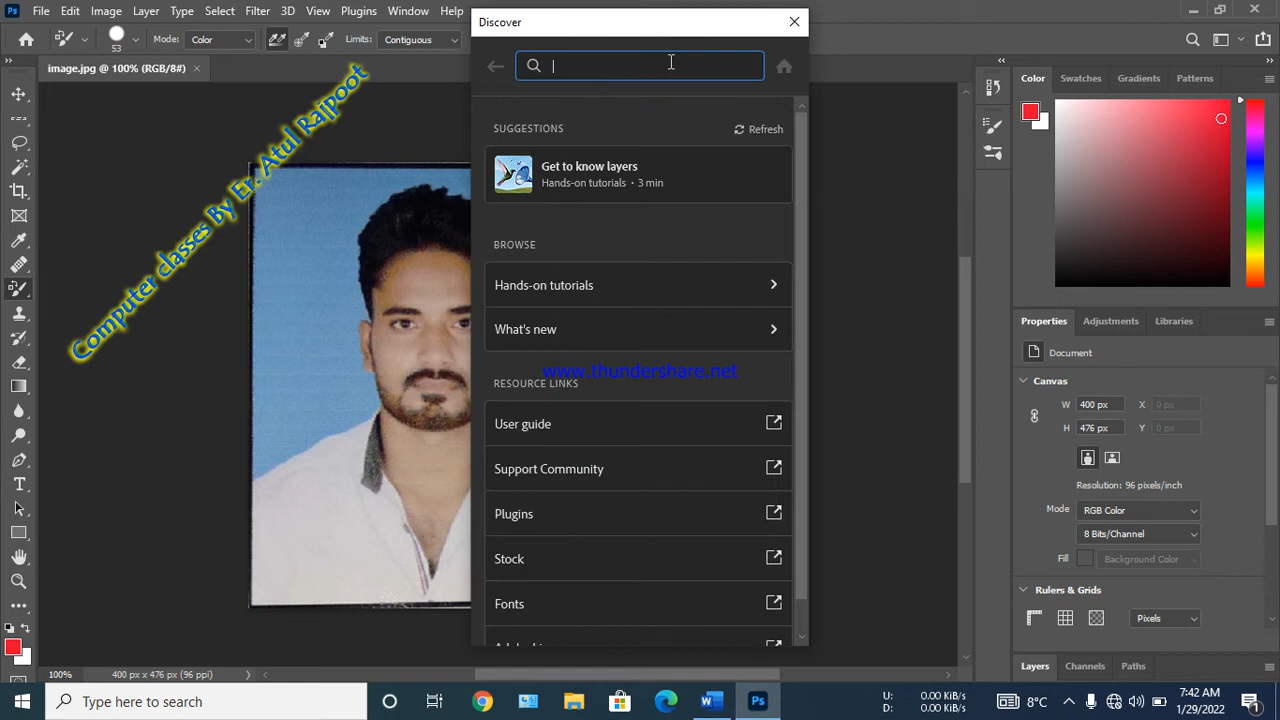 File Edit Image Layer Type Select Filter 3D View Plugins Window
Discover
53
Mode: Color
Limits: Contiguous
image.jpg @ 100% (RGB/8#)
Computer classes By Er. Atul Rajpoot
SUGGESTIONS
Refresh
Get to know layers
Hands-on tutorials • 3 min
BROWSE
Hands-on tutorials
What's new
www.thundershare.net
RESOURCE LINKS
User guide
Support Community
Plugins
Stock
Fonts
Color Swatches Gradients Patterns
Properties Adjustments Libraries
Document
Canvas
W 400 px X 0 px
H 476 px Y 0 px
Resolution: 96 pixels/inch
Mode RGB Color
8 Bits/Channel
Fill Background Color
Rulers & Grids
Pixels
Layers Channels Paths
100% 400 px x 476 px (96 ppi)
Type here to search
U: 0.00 KB/s
D: 0.00 KB/s
8°C
7:42 AM
1/29/2022
1